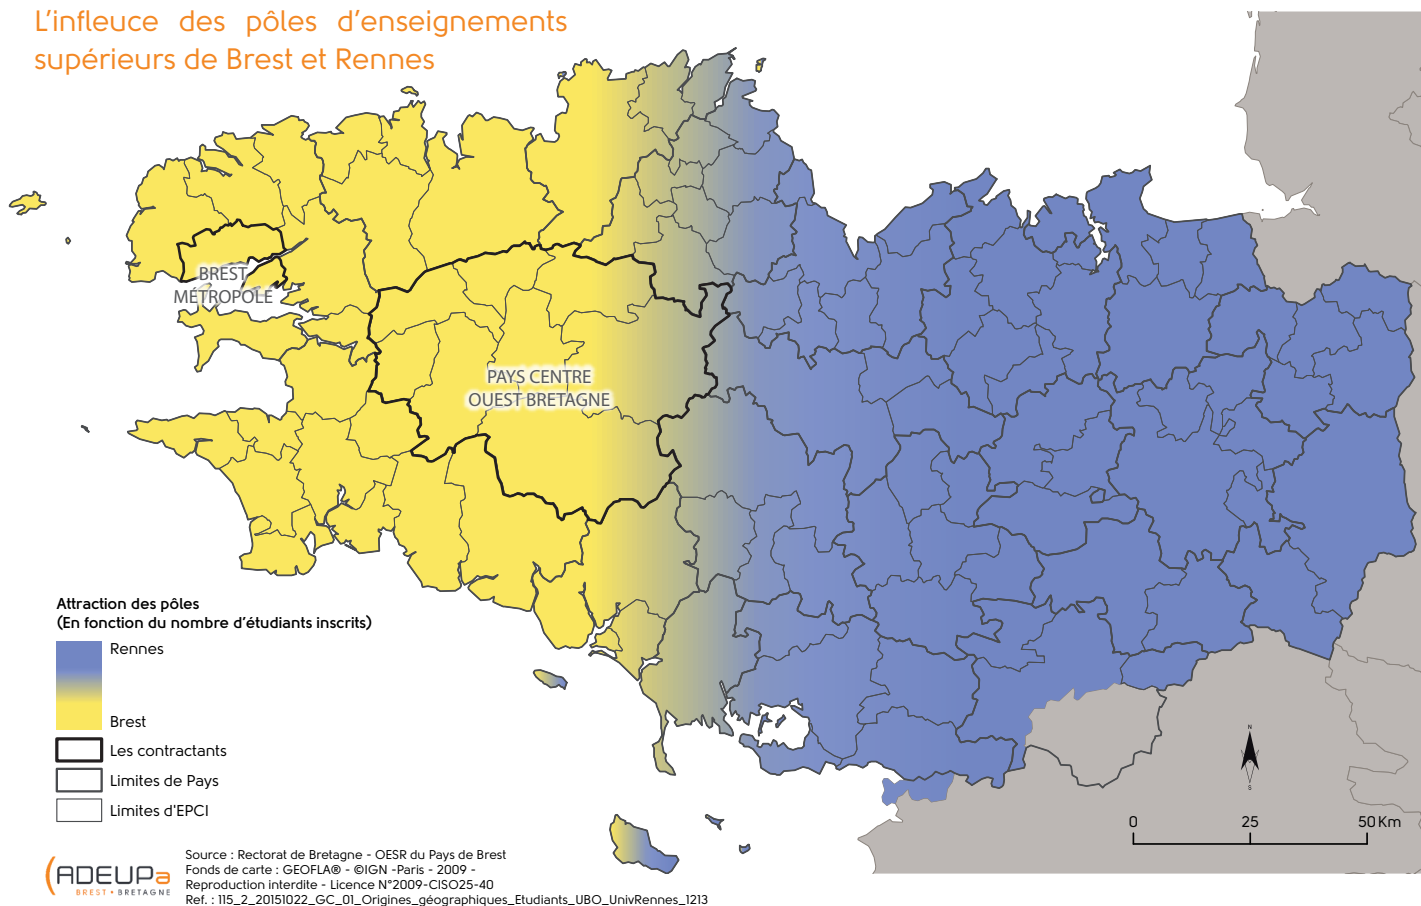 L'infleuce des pôles d'enseignements
supérieurs de Brest et Rennes
BREST
MÉTROPOLE
PAYS CENTRE
OUEST BRETAGNE
Attraction des pôles
(En fonction du nombre d'étudiants inscrits)
Rennes
Brest
Les contractants
Limites de Pays
Limites d'EPCI
N
S
0 25 50 Km
ADEUPa
BREST • BRETAGNE
Source : Rectorat de Bretagne - OESR du Pays de Brest
Fonds de carte : GEOFLA® - ©IGN -Paris - 2009 -
Reproduction interdite - Licence N°2009-CISO25-40
Ref. : 115_2_20151022_GC_01_Origines_géographiques_Etudiants_UBO_UnivRennes_1213